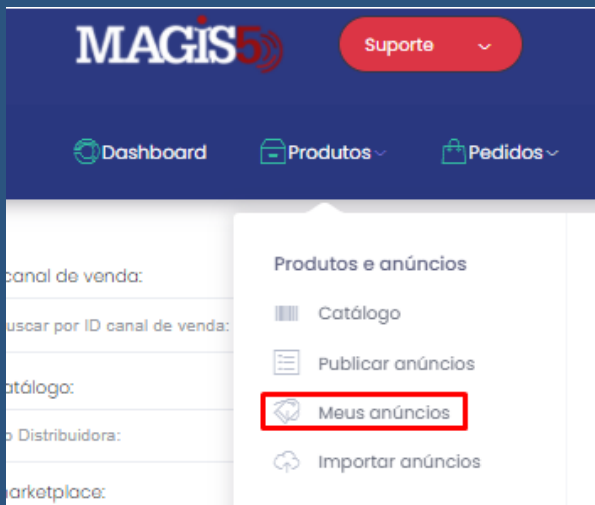 MAGIS5
Suporte
Dashboard
Produtos
Pedidos
Produtos e anúncios
canal de venda:
Catálogo
uscar por ID canal de venda:
Publicar anúncios
atálogo:
Meus anúncios
o Distribuidora:
Importar anúncios
arketplace: